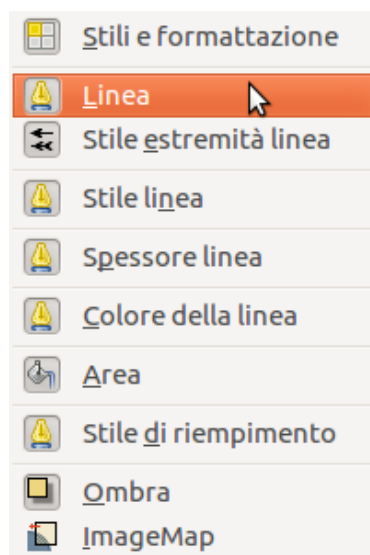 Stili e formattazione
Linea
Stile estremità linea
Stile linea
Spessore linea
Colore della linea
Area
Stile di riempimento
Ombra
ImageMap